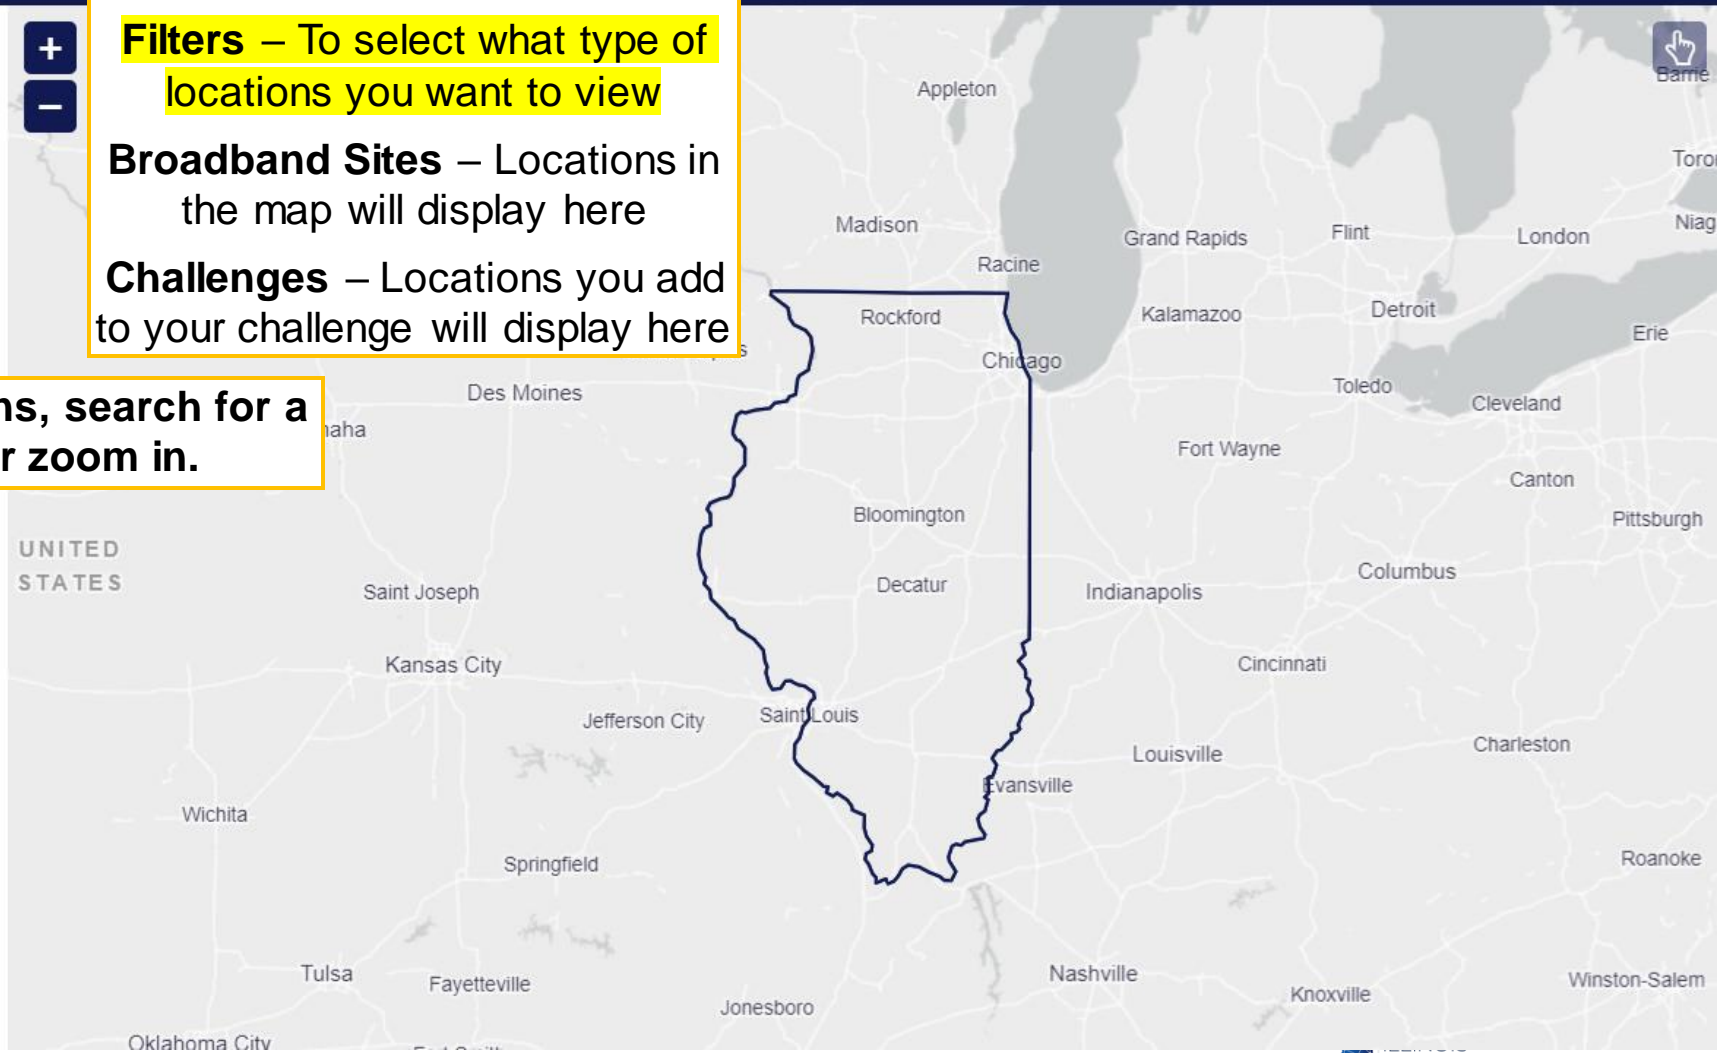 +
−
Filters – To select what type of
locations you want to view
Broadband Sites – Locations in
the map will display here
Challenges – Locations you add
to your challenge will display here
search for a
zoom in.
Appleton
Barrie
Madison
Grand Rapids
Flint
London
Racine
Rockford
Kalamazoo
Detroit
Erie
Chicago
Des Moines
Toledo
Cleveland
Fort Wayne
Canton
Bloomington
Pittsburgh
UNITED
STATES
Saint Joseph
Decatur
Indianapolis
Columbus
Kansas City
Cincinnati
Jefferson City
Saint Louis
Louisville
Charleston
Evansville
Wichita
Springfield
Roanoke
Tulsa
Fayetteville
Nashville
Knoxville
Winston-Salem
Jonesboro
Oklahoma City